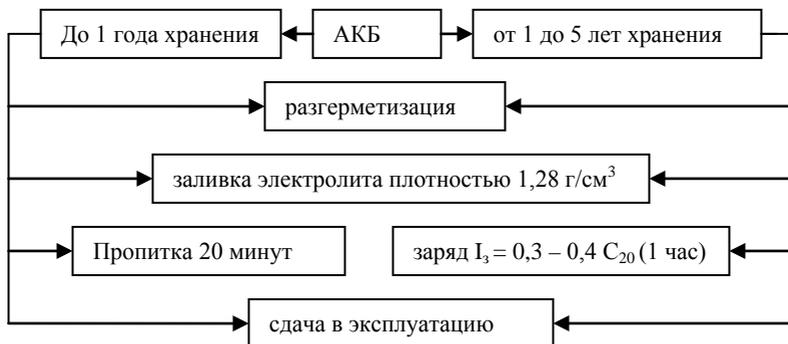 До 1 года хранения
АКБ
от 1 до 5 лет хранения
разгерметизация
заливка электролита плотностью 1,28 г/см³
Пропитка 20 минут
заряд Iз = 0,3 – 0,4 C₂₀ (1 час)
сдача в эксплуатацию